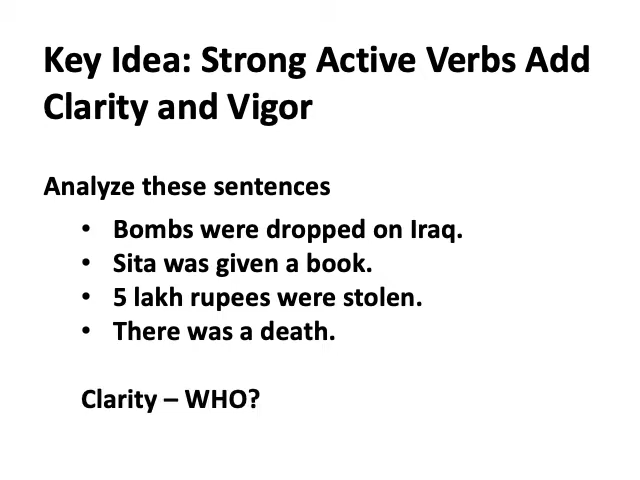 Key Idea: Strong Active Verbs Add
Clarity and Vigor
Analyze these sentences
• Bombs were dropped on Iraq.
• Sita was given a book.
• 5 lakh rupees were stolen.
• There was a death.
Clarity – WHO?